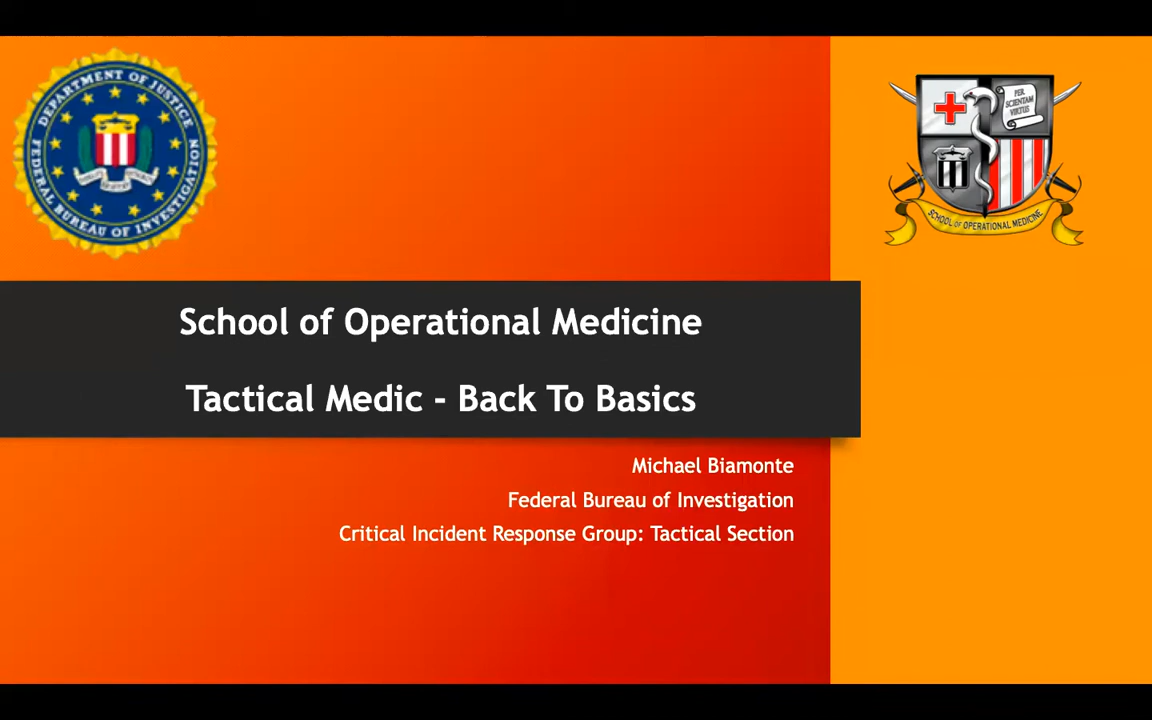 DEPARTMENT OF JUSTICE
FEDERAL BUREAU OF INVESTIGATION
PER
SCIENTAM
VIRTUS
SCHOOL OF OPERATIONAL MEDICINE
School of Operational Medicine
Tactical Medic - Back To Basics
Michael Biamonte
Federal Bureau of Investigation
Critical Incident Response Group: Tactical Section